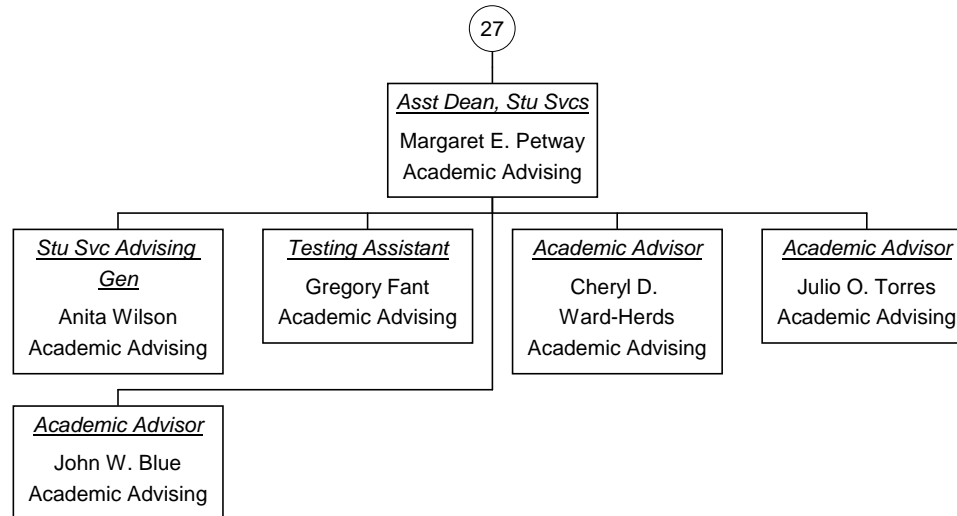 27
Asst Dean, Stu Svcs
Margaret E. Petway
Academic Advising
Stu Svc Advising
Gen
Anita Wilson
Academic Advising
Testing Assistant
Gregory Fant
Academic Advising
Academic Advisor
Cheryl D.
Ward-Herds
Academic Advising
Academic Advisor
Julio O. Torres
Academic Advising
Academic Advisor
John W. Blue
Academic Advising